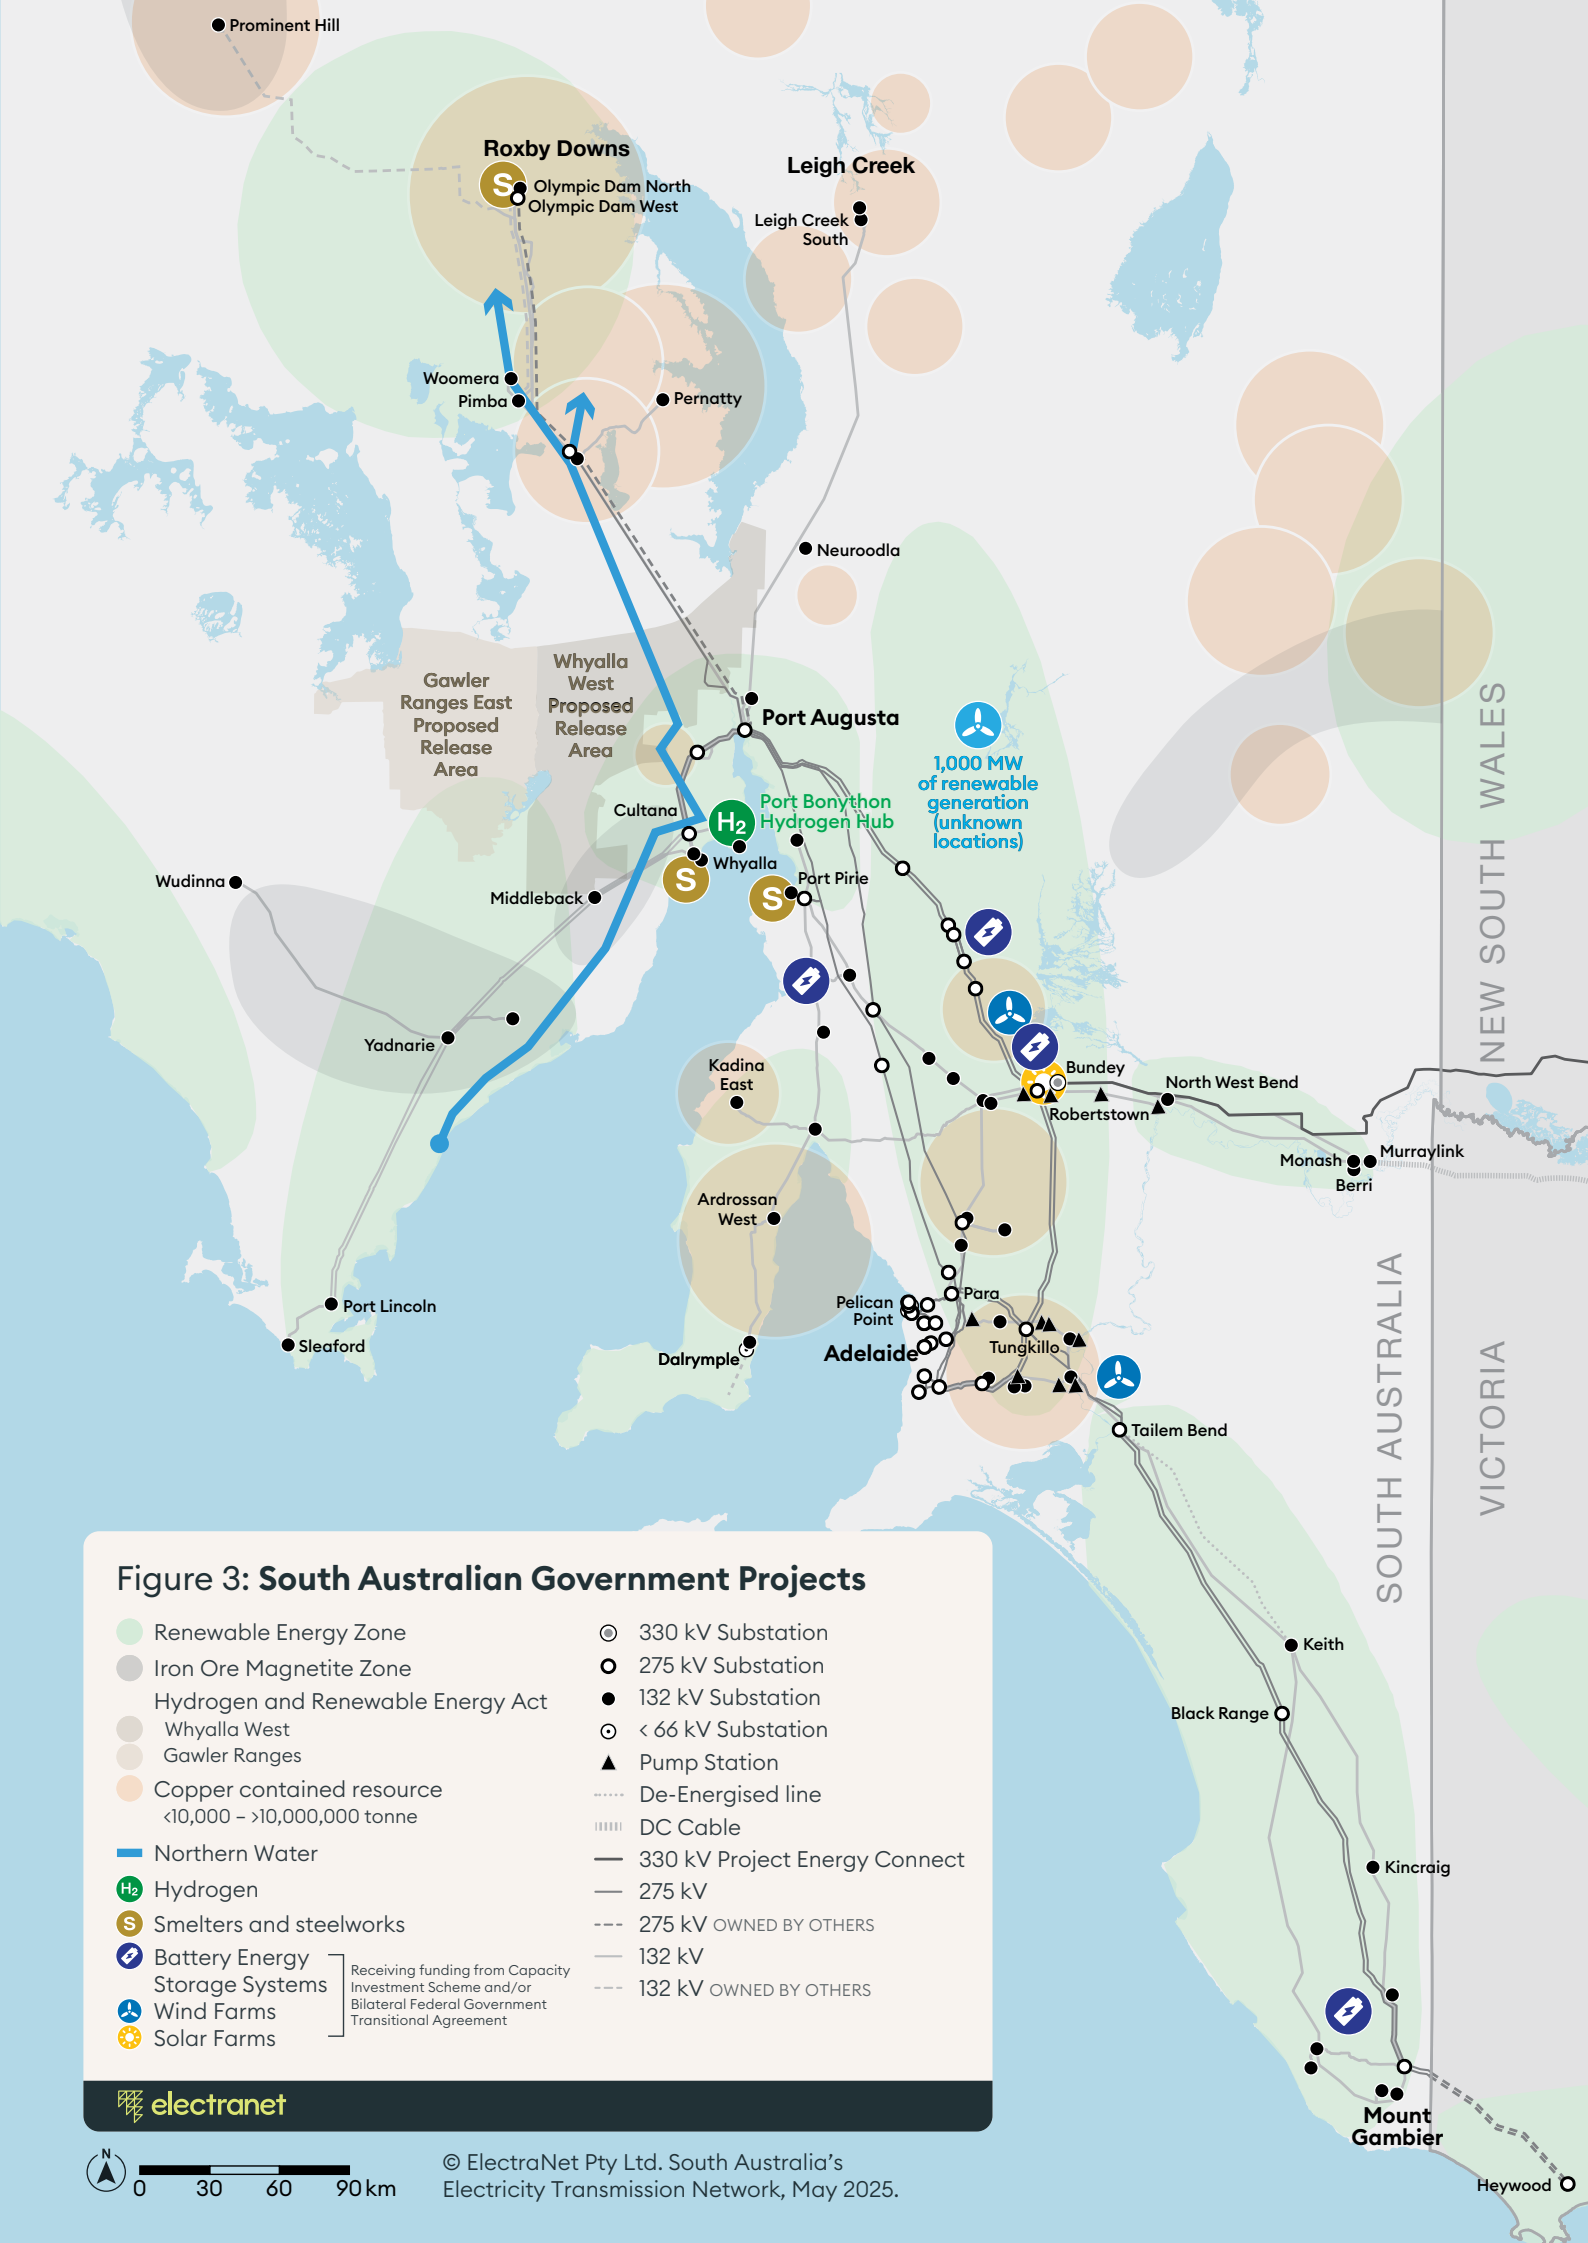 Prominent Hill
Roxby Downs
S
Olympic Dam North
Olympic Dam West
Leigh Creek
Leigh Creek
South
Woomera
Pimba
Pernatty
Neuroodla
Gawler
Ranges East
Proposed
Release
Area
Whyalla
West
Proposed
Release
Area
Port Augusta
1,000 MW
of renewable
generation
(unknown
locations)
Cultana
H2
Port Bonython
Hydrogen Hub
Whyalla
S
Port Pirie
S
Wudinna
Middleback
Yadnarie
Kadina
East
Bundey
North West Bend
Robertstown
Monash
Murraylink
Berri
NEW SOUTH WALES
Ardrossan
West
Port Lincoln
Sleaford
Pelican
Point
Para
Adelaide
Tungkillo
Dalrymple
Tailem Bend
SOUTH AUSTRALIA
VICTORIA
Keith
Black Range
Kincraig
Mount
Gambier
Heywood
Figure 3: South Australian Government Projects
Renewable Energy Zone
Iron Ore Magnetite Zone
Hydrogen and Renewable Energy Act
Whyalla West
Gawler Ranges
Copper contained resource
<10,000 – >10,000,000 tonne
Northern Water
H2 Hydrogen
S Smelters and steelworks
Battery Energy
Storage Systems
Wind Farms
Solar Farms
Receiving funding from Capacity
Investment Scheme and/or
Bilateral Federal Government
Transitional Agreement
330 kV Substation
275 kV Substation
132 kV Substation
< 66 kV Substation
Pump Station
De-Energised line
DC Cable
330 kV Project Energy Connect
275 kV
275 kV OWNED BY OTHERS
132 kV
132 kV OWNED BY OTHERS
electranet
N
0 30 60 90 km
© ElectraNet Pty Ltd. South Australia's
Electricity Transmission Network, May 2025.